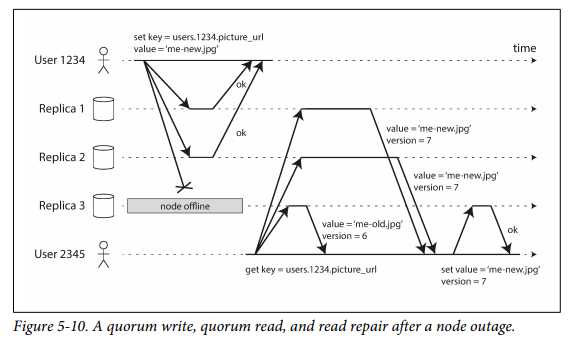 set key = users.1234.picture_url
value = 'me-new.jpg'
time
User 1234
ok
Replica 1
ok
value = 'me-new.jpg'
version = 7
Replica 2
value = 'me-new.jpg'
version = 7
Replica 3
node offline
value = 'me-old.jpg'
version = 6
ok
User 2345
get key = users.1234.picture_url
set value = 'me-new.jpg'
version = 7
Figure 5-10. A quorum write, quorum read, and read repair after a node outage.